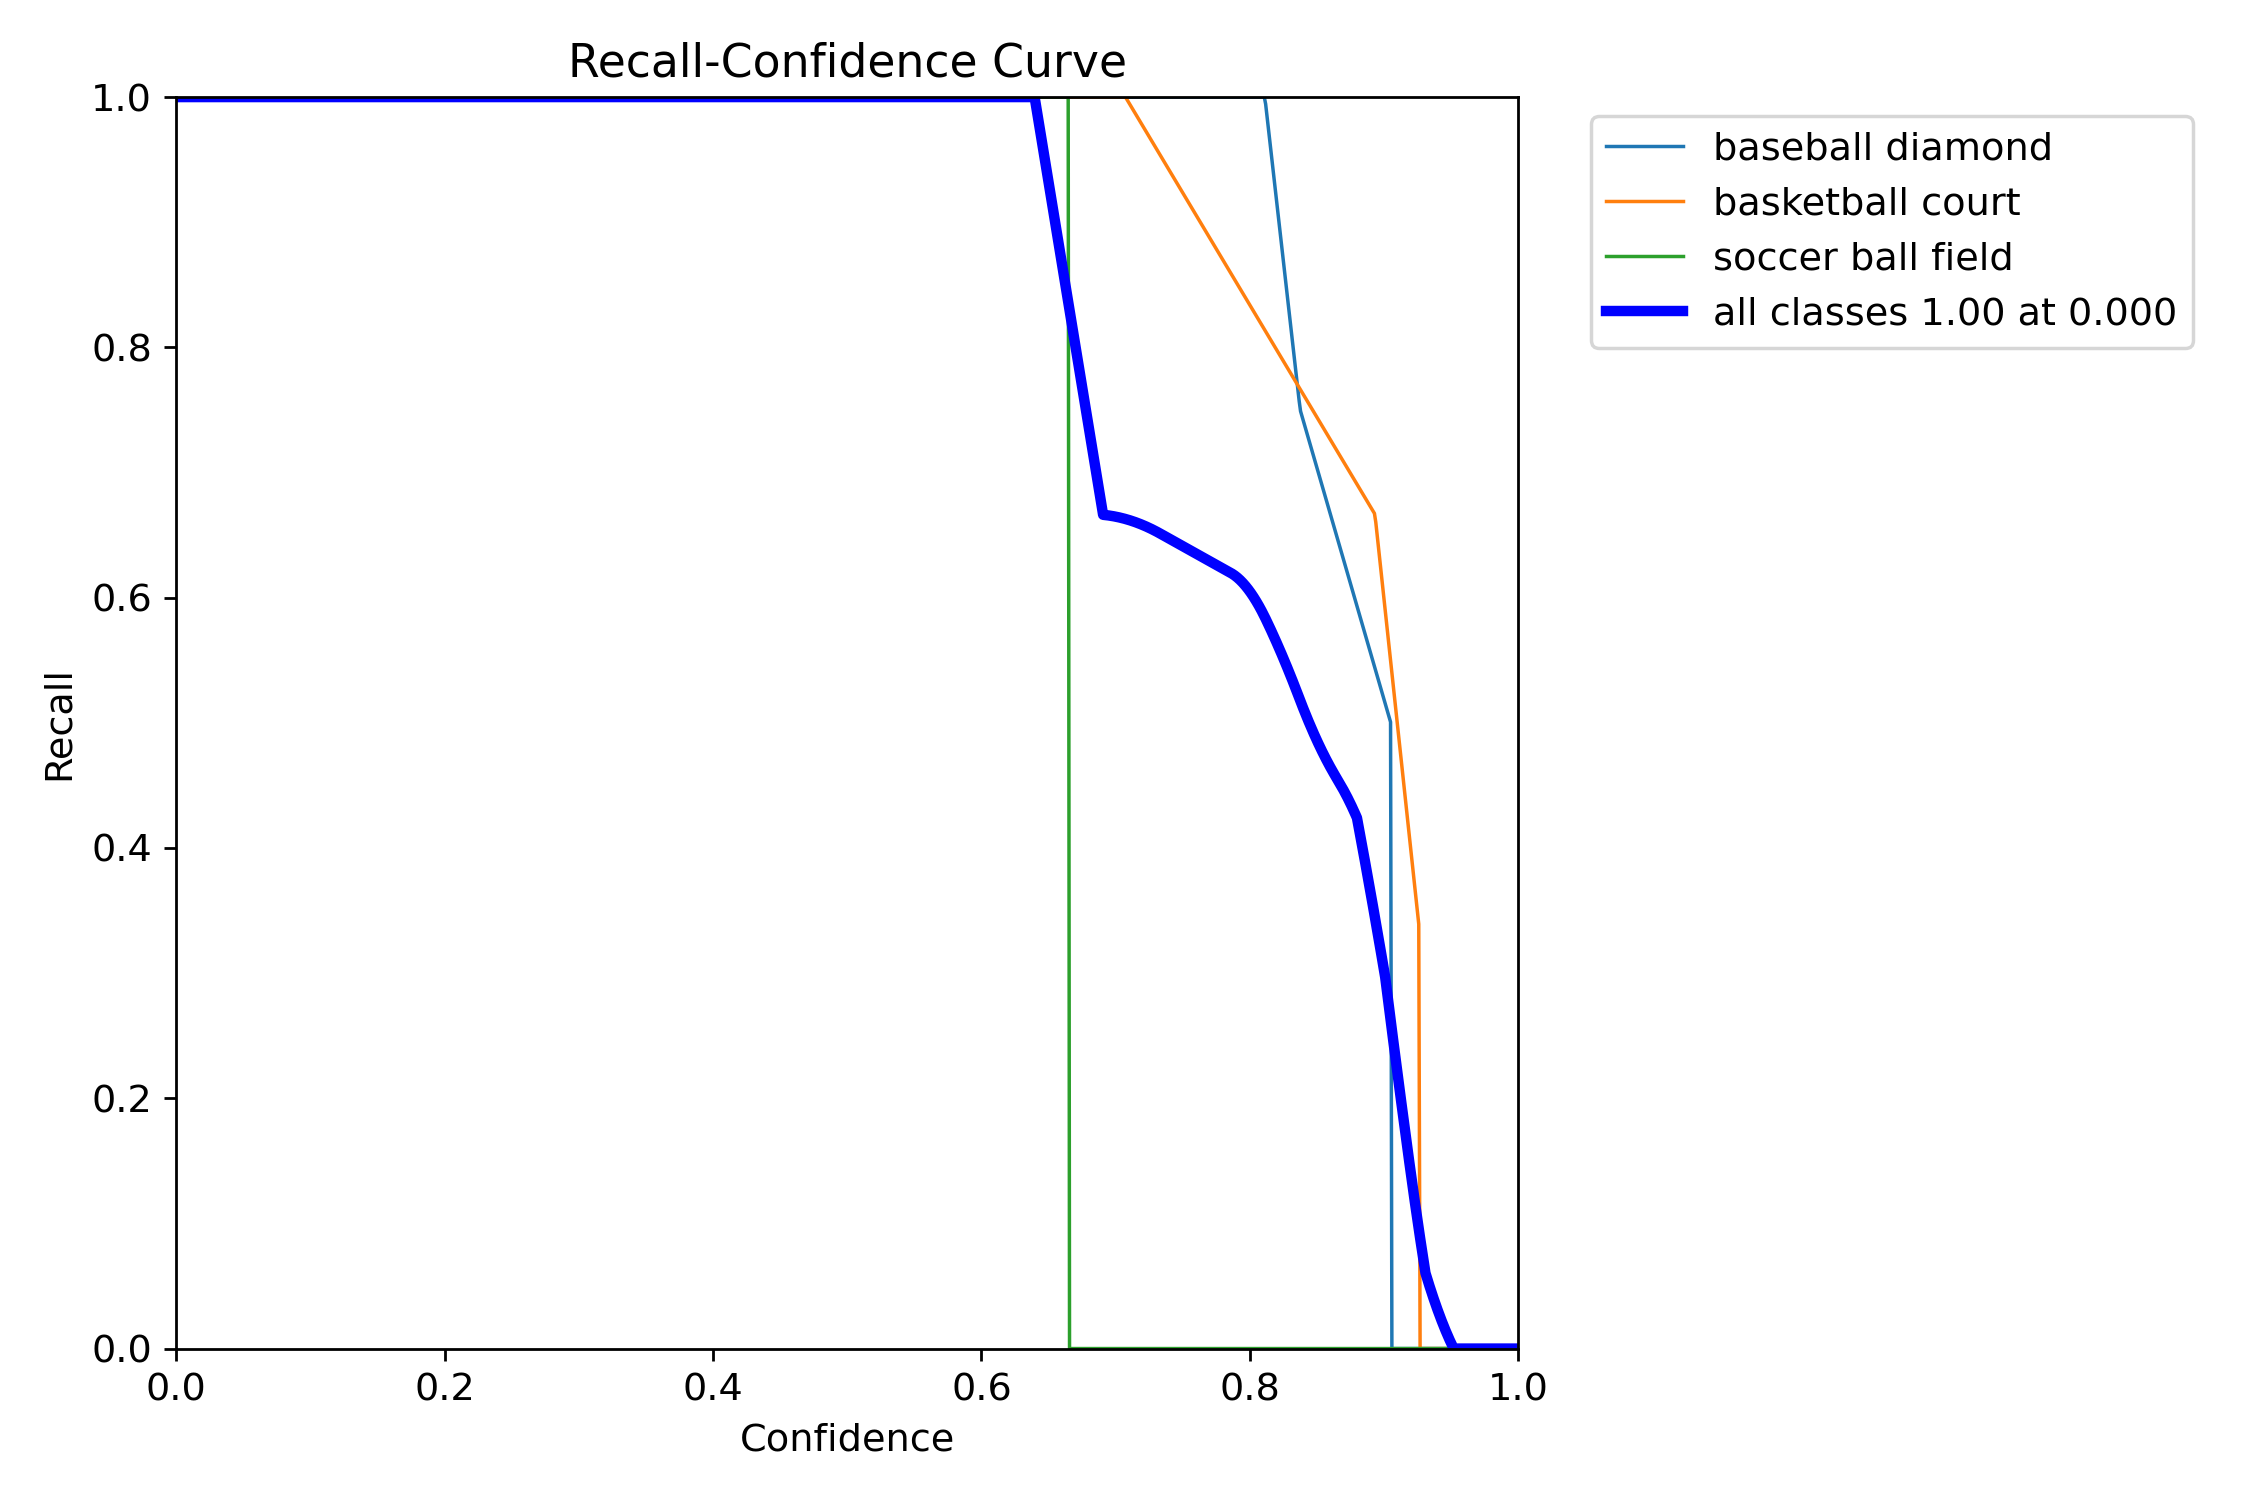 Recall-Confidence Curve
1.0
0.8
0.6
0.4
0.2
0.0
Recall
0.0 0.2 0.4 0.6 0.8 1.0
Confidence
baseball diamond
basketball court
soccer ball field
all classes 1.00 at 0.000